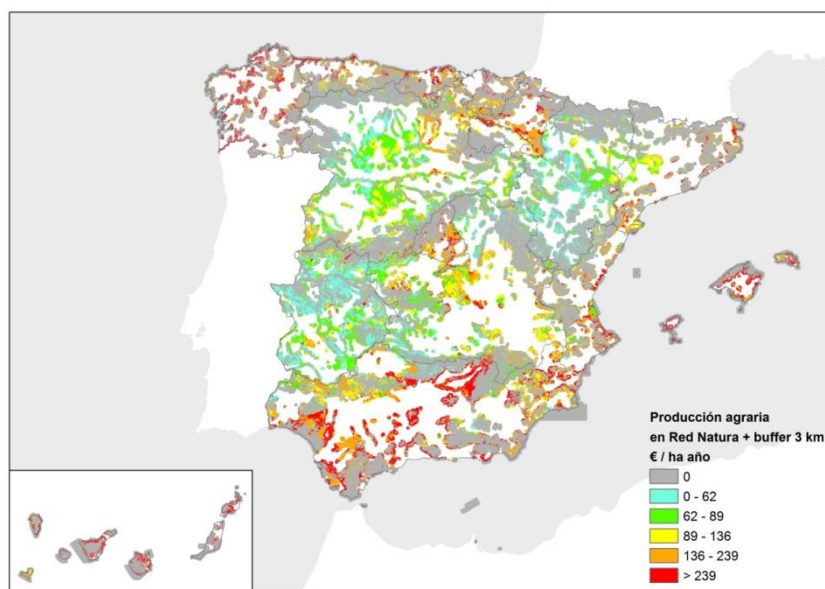 Producción agraria
en Red Natura + buffer 3 km
€ / ha año
0
0 - 62
62 - 89
89 - 136
136 - 239
> 239